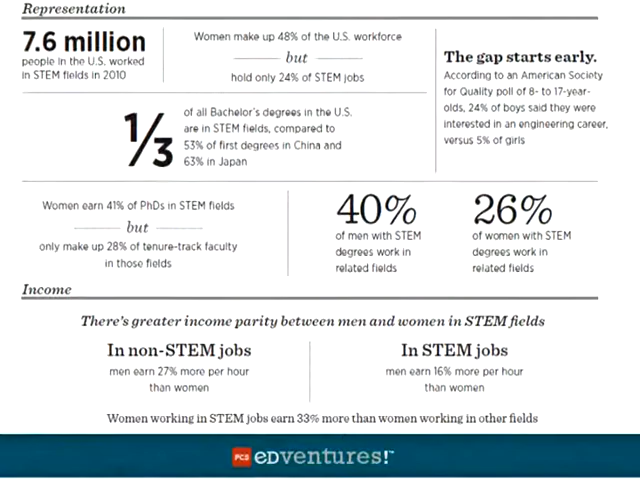 Representation
7.6 million
people in the U.S. worked
in STEM fields in 2010
Women make up 48% of the U.S. workforce
but
hold only 24% of STEM jobs
The gap starts early.
According to an American Society
for Quality poll of 8- to 17-year-
olds, 24% of boys said they were
interested in an engineering career,
versus 5% of girls
1/3
of all Bachelor's degrees in the U.S.
are in STEM fields, compared to
53% of first degrees in China and
63% in Japan
Women earn 41% of PhDs in STEM fields
but
only make up 28% of tenure-track faculty
in those fields
40%
of men with STEM
degrees work in
related fields
26%
of women with STEM
degrees work in
related fields
Income
There's greater income parity between men and women in STEM fields
In non-STEM jobs
men earn 27% more per hour
than women
In STEM jobs
men earn 16% more per hour
than women
Women working in STEM jobs earn 33% more than women working in other fields
PCS eDventures!™